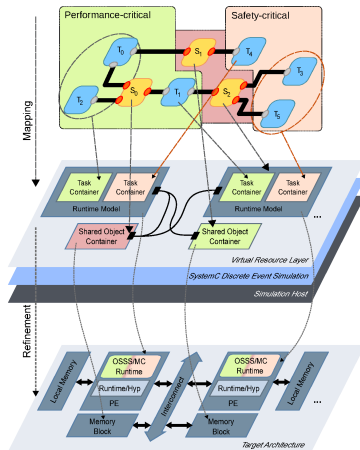 Performance-critical
Safety-critical
T0
S1
T4
T3
T2
S0
T1
S2
T5
Mapping
Task
Container
Task
Container
Runtime Model
Task
Container
Task
Container
Runtime Model
...
Shared Object
Container
Shared Object
Container
Virtual Resource Layer
SystemC Discrete Event Simulation
Simulation Host
Refinement
Local Memory
OSSS/MC
Runtime
Runtime/Hyp
PE
Interconnect
OSSS/MC
Runtime
Runtime/Hyp
PE
Local Memory
...
Memory
Block
Memory
Block
Target Architecture